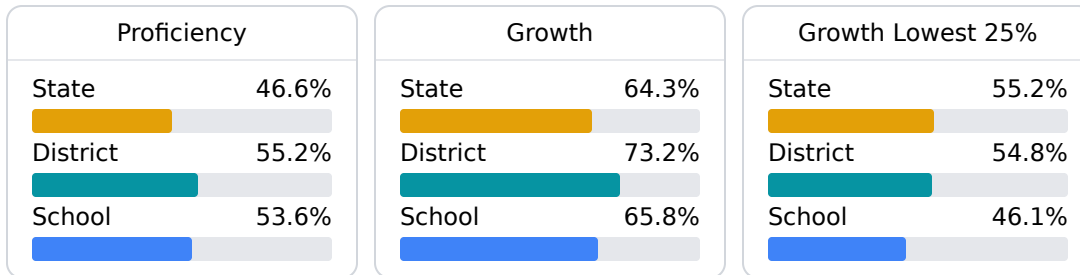 Proficiency
State 46.6%
District 55.2%
School 53.6%
Growth
State 64.3%
District 73.2%
School 65.8%
Growth Lowest 25%
State 55.2%
District 54.8%
School 46.1%